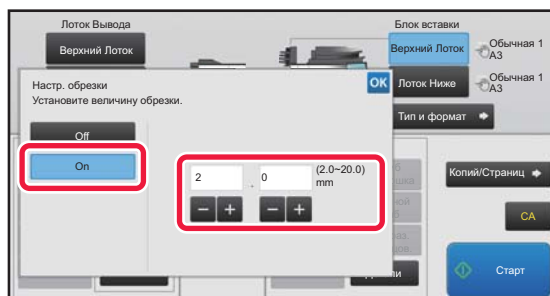 Лоток Вывода
Блок вставки
Верхний Лоток
Верхний Лоток
Обычная 1
A3
Настр. обрезки
Установите величину обрезки.
OK
Лоток Ниже
Обычная 1
A3
Off
Тип и формат
On
2 . 0 (2.0~20.0)
mm
Копий/Страниц
CA
Старт